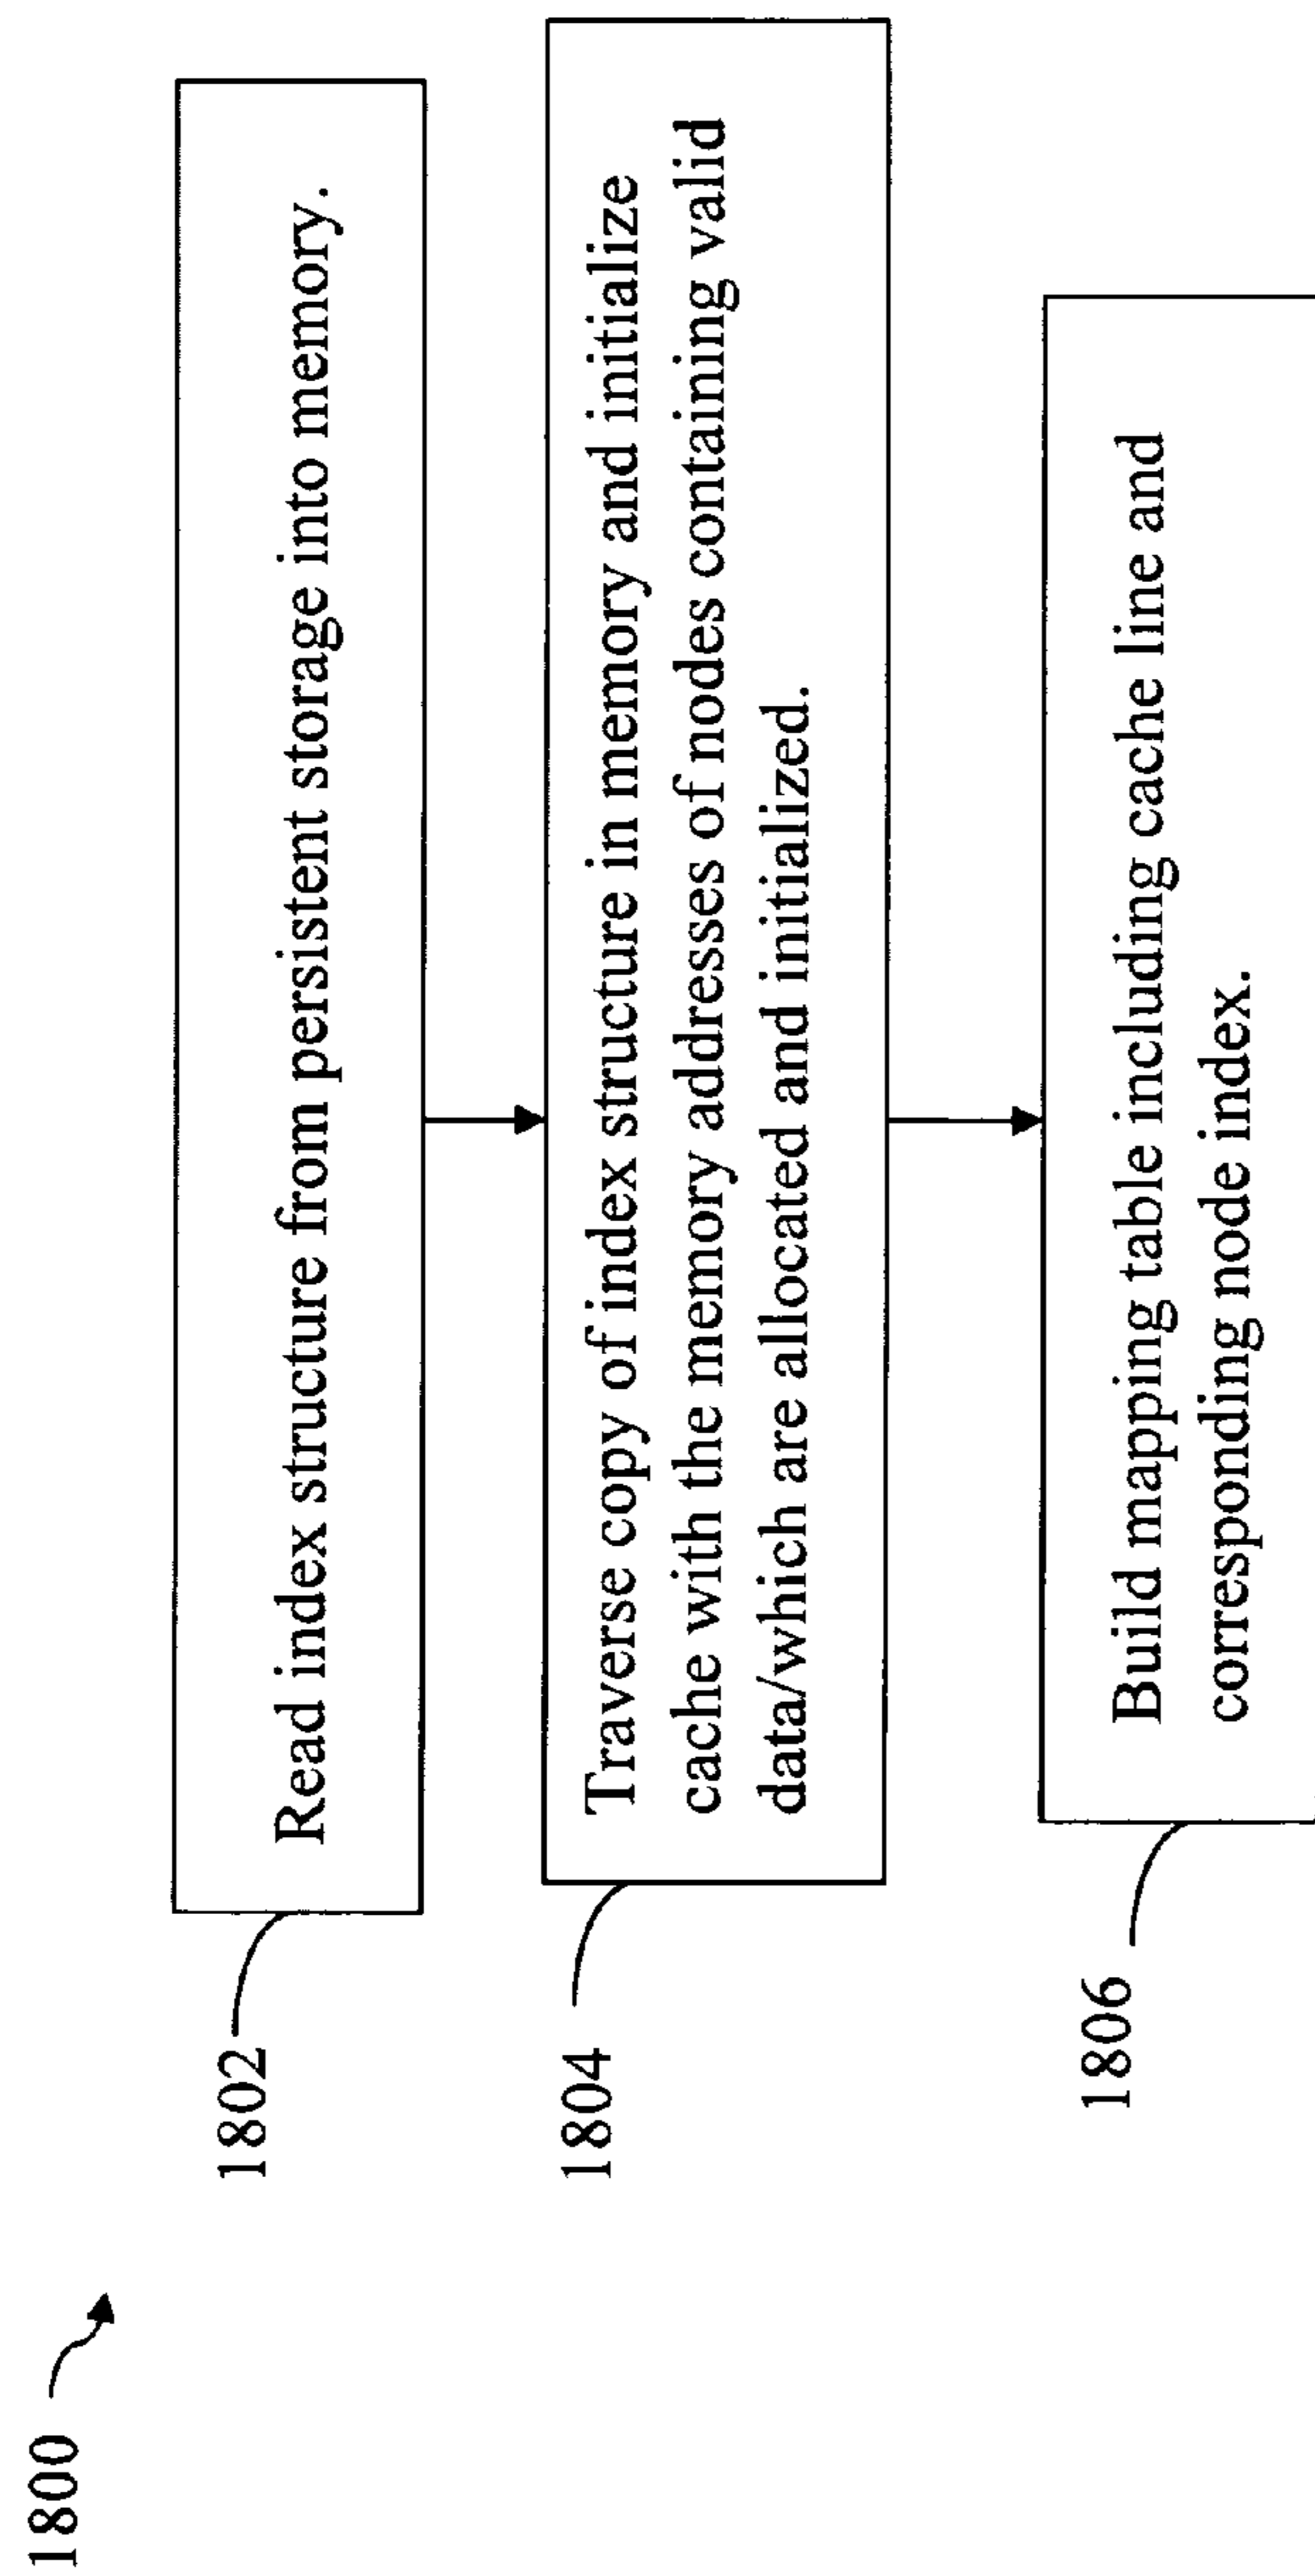 1800
1802
Read index structure from persistent storage into memory.
1804
Traverse copy of index structure in memory and initialize
cache with the memory addresses of nodes containing valid
data/which are allocated and initialized.
1806
Build mapping table including cache line and
corresponding node index.